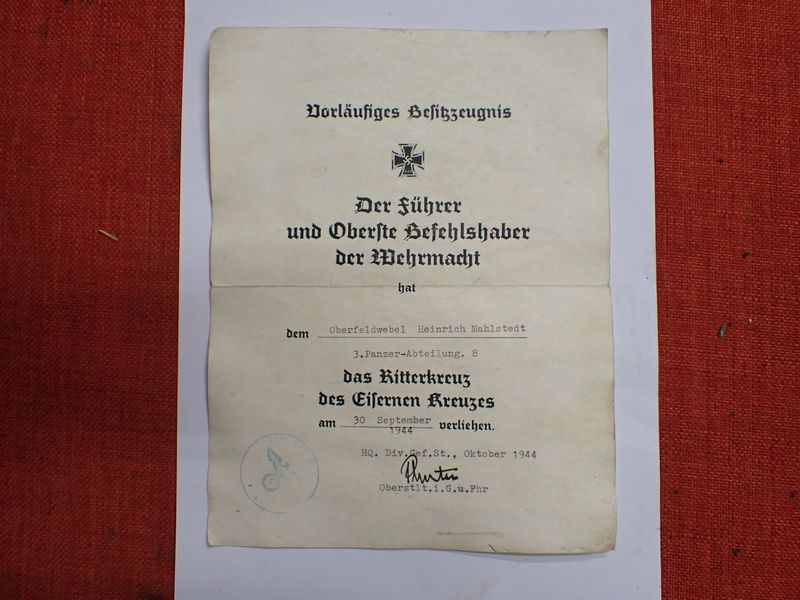 Vorläufiges Besitzzeugnis
Der Führer
und Oberste Befehlshaber
der Wehrmacht
hat
dem Oberfeldwebel Heinrich Mahlstedt
3.Panzer-Abteilung. 8
das Ritterkreuz
des Eisernen Kreuzes
am 30 September
1944 verliehen.
HQ. Div.Gef.St., Oktober 1944
Oberstlt.i.G.u.Fhr